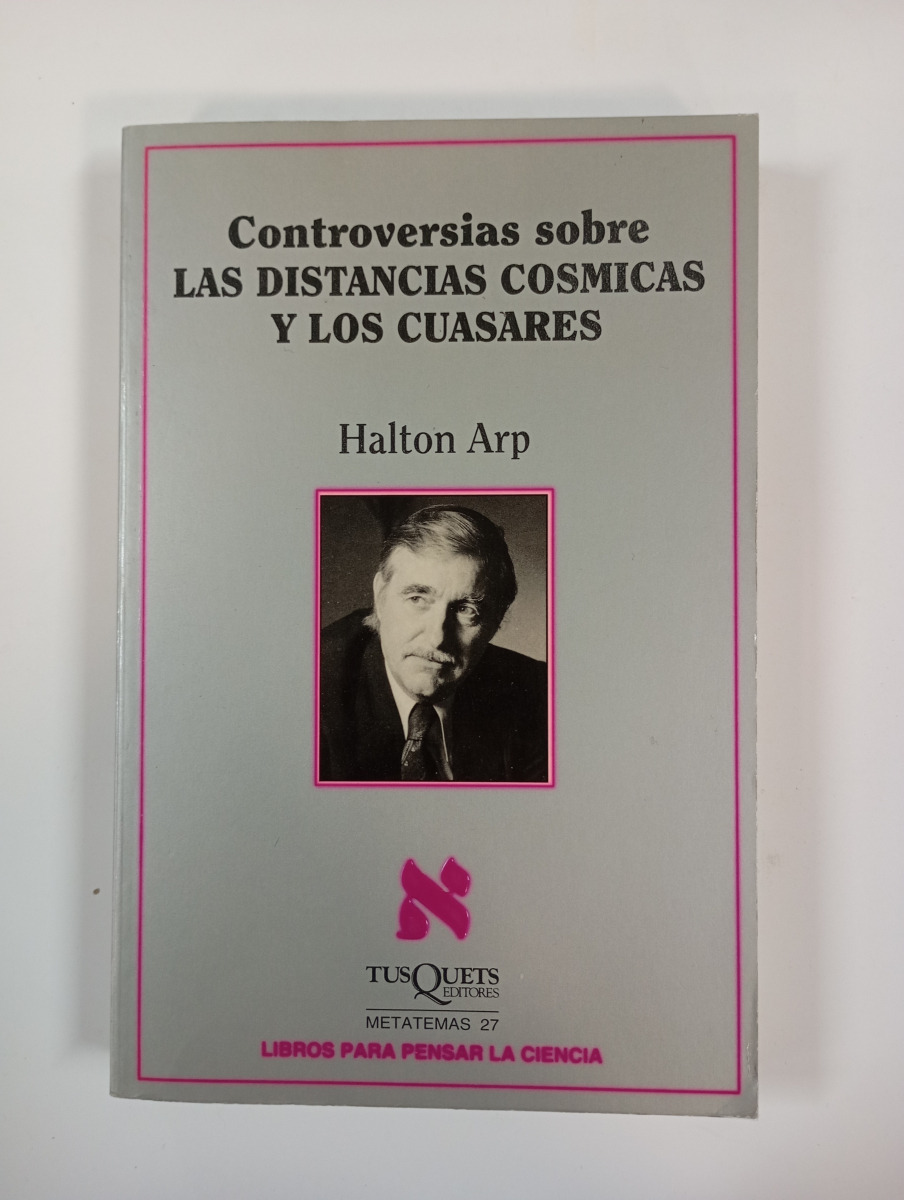 Controversias sobre
LAS DISTANCIAS COSMICAS
Y LOS CUASARES
Halton Arp
א
TUSQUETS
EDITORES
METATEMAS 27
LIBROS PARA PENSAR LA CIENCIA